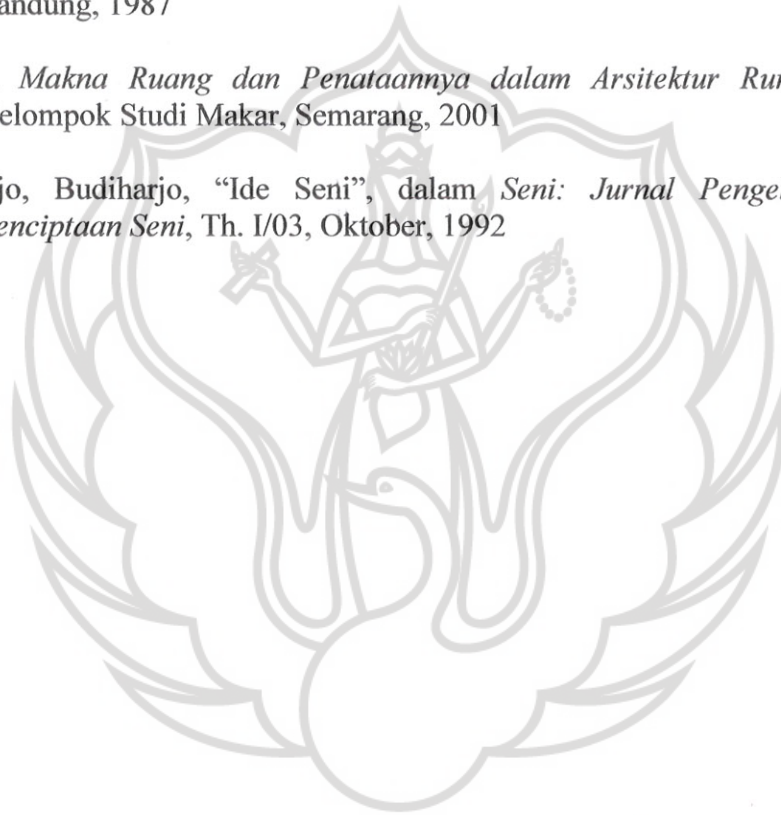 andung, 1987
Makna Ruang dan Penataannya dalam Arsitektur Rur
elompok Studi Makar, Semarang, 2001
jo, Budiharjo, “Ide Seni”, dalam Seni: Jurnal Penge
enciptaan Seni, Th. I/03, Oktober, 1992